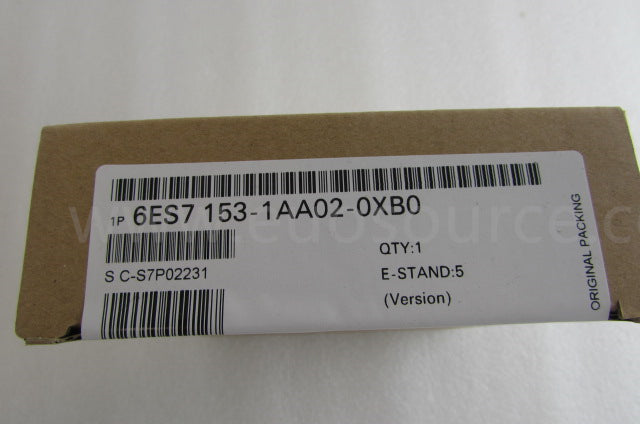 1P 6ES7 153-1AA02-0XB0
S C-S7P02231
QTY:1
E-STAND:5
(Version)
ORIGINAL PACKING